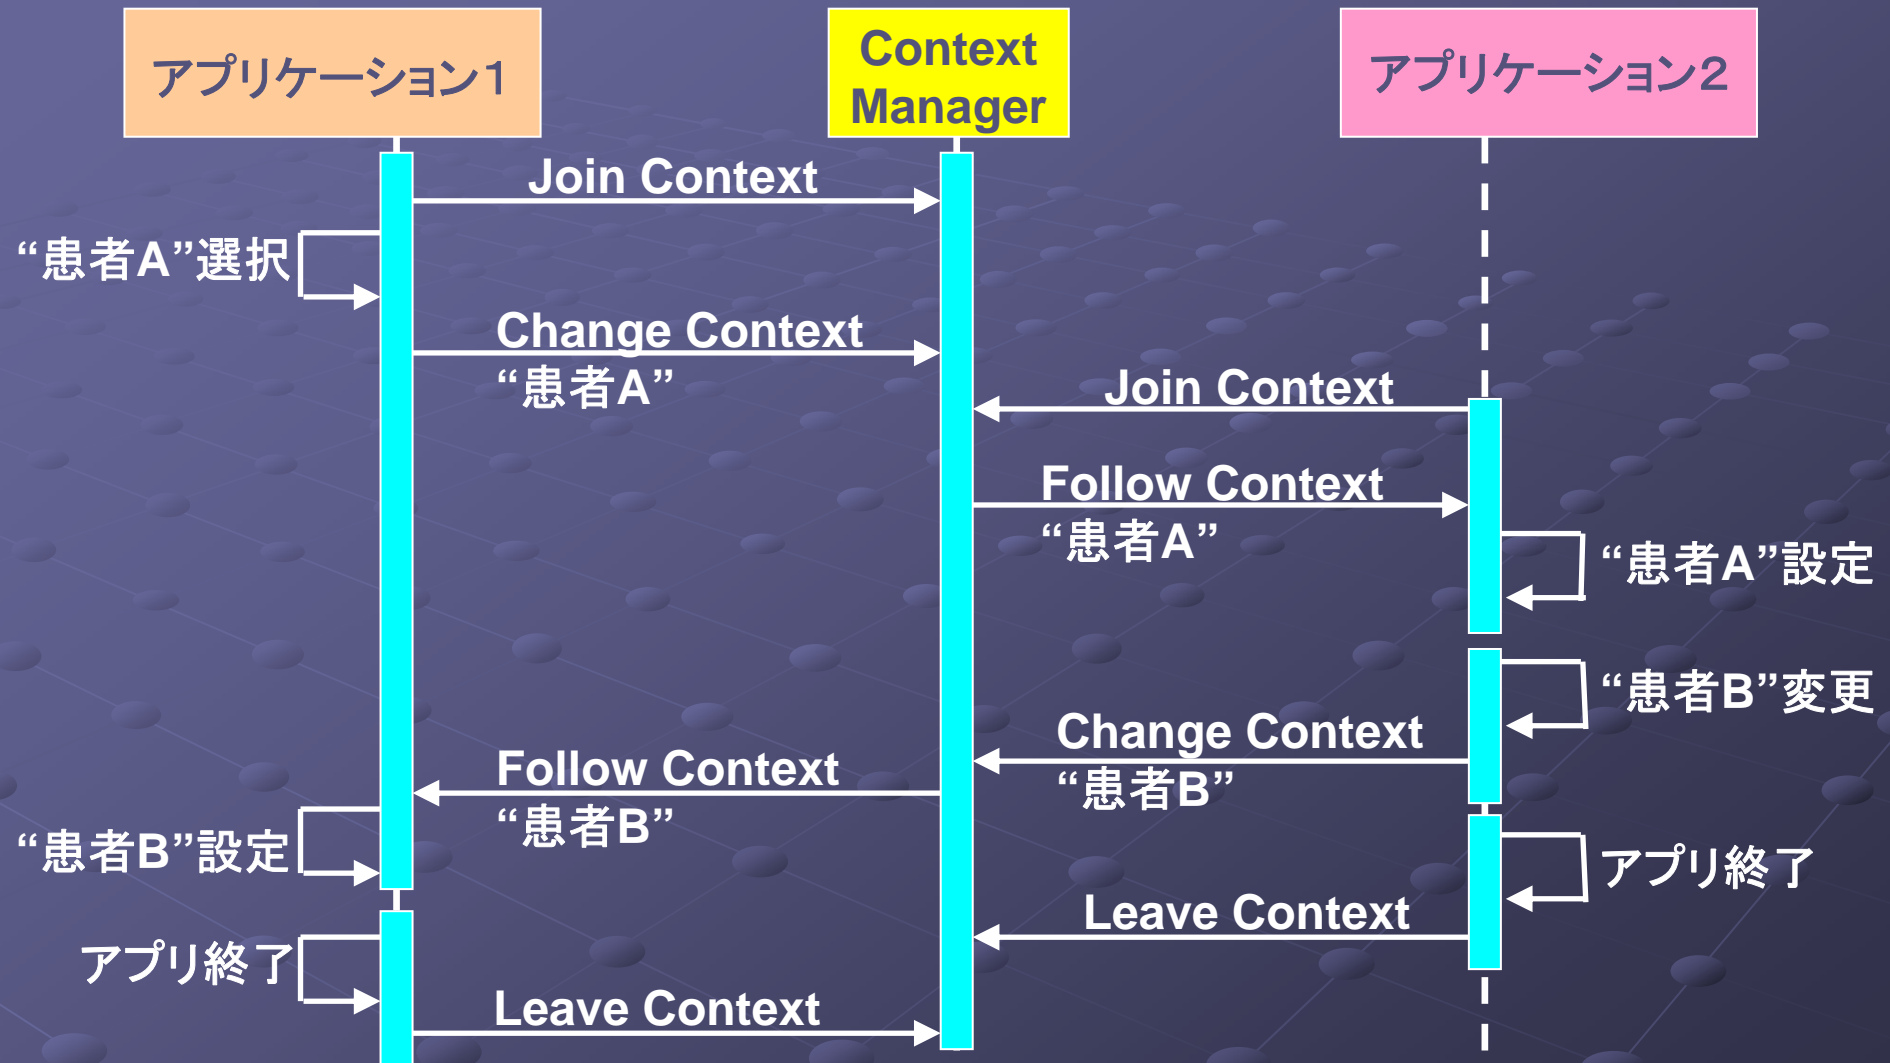 アプリケーション１
Context
Manager
アプリケーション２
Join Context
“患者A”選択
Change Context
“患者A”
Join Context
Follow Context
“患者A”
“患者A”設定
“患者B”変更
Change Context
“患者B”
Follow Context
“患者B”
“患者B”設定
アプリ終了
Leave Context
アプリ終了
Leave Context